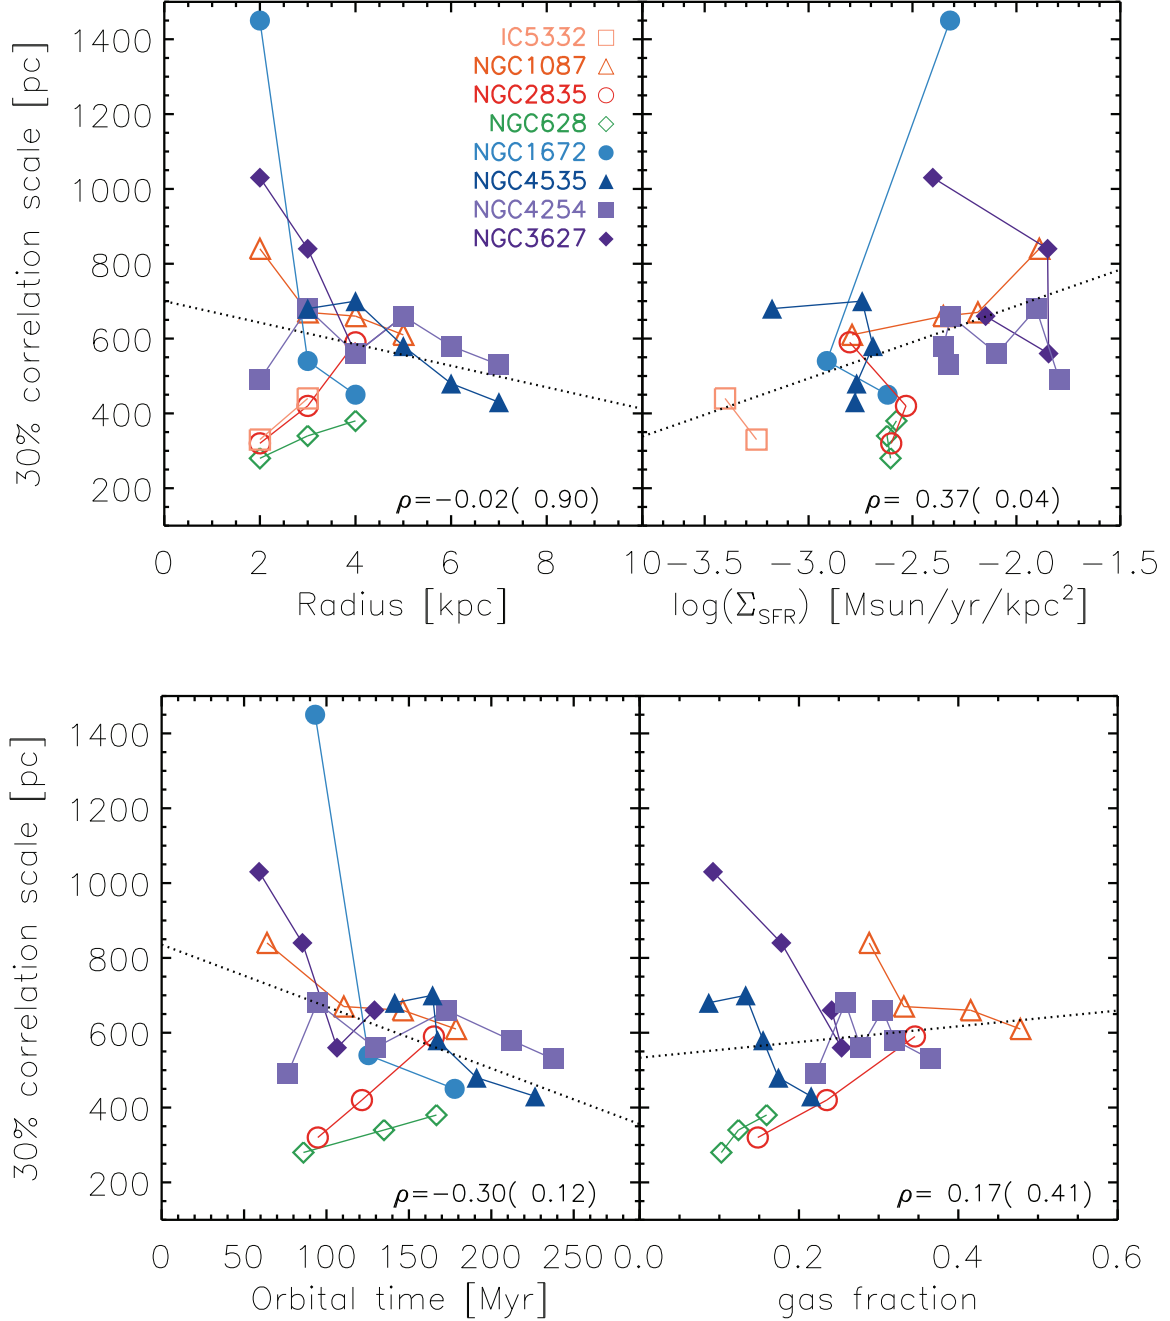 30% correlation scale [pc]
1400
1200
1000
800
600
400
200
IC5332
NGC1087
NGC2835
NGC628
NGC1672
NGC4535
NGC4254
NGC3627
ρ=−0.02( 0.90)
ρ= 0.37( 0.04)
0 2 4 6 8 10
−3.5 −3.0 −2.5 −2.0 −1.5
Radius [kpc]
log(Σ_SFR) [Msun/yr/kpc²]
30% correlation scale [pc]
1400
1200
1000
800
600
400
200
ρ=−0.30( 0.12)
ρ= 0.17( 0.41)
0 50 100 150 200 250
0.0 0.2 0.4 0.6
Orbital time [Myr]
gas fraction